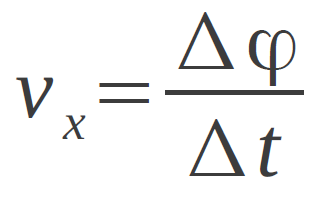 vₓ = Δφ / Δt